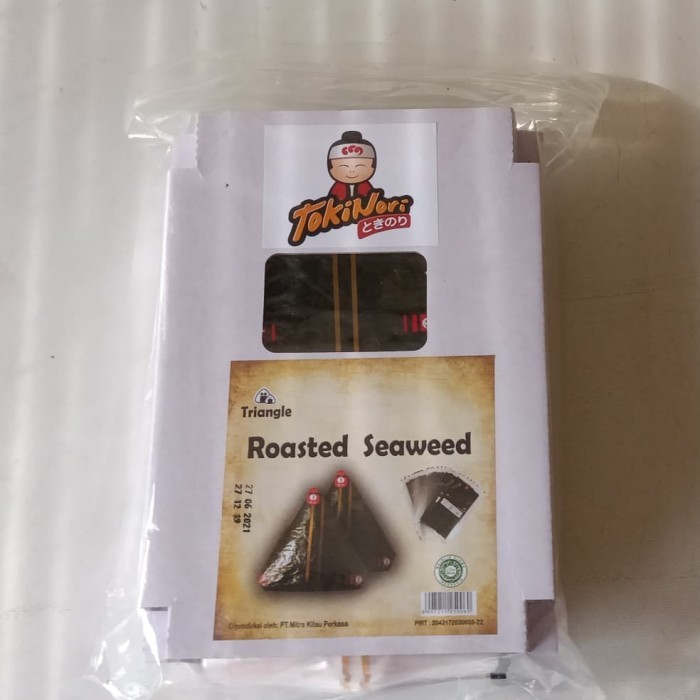 TokiNori
ときのり
Triangle
Roasted Seaweed
27 06 2021
27 12 19
Diproduksi oleh: PT.Mitra Kilau Perkasa